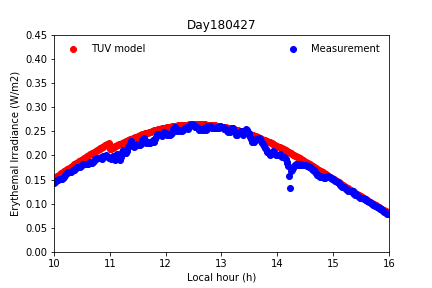 Day180427
TUV model
Measurement
Erythemal Irradiance (W/m2)
0.45
0.40
0.35
0.30
0.25
0.20
0.15
0.10
0.05
0.00
10 11 12 13 14 15 16
Local hour (h)